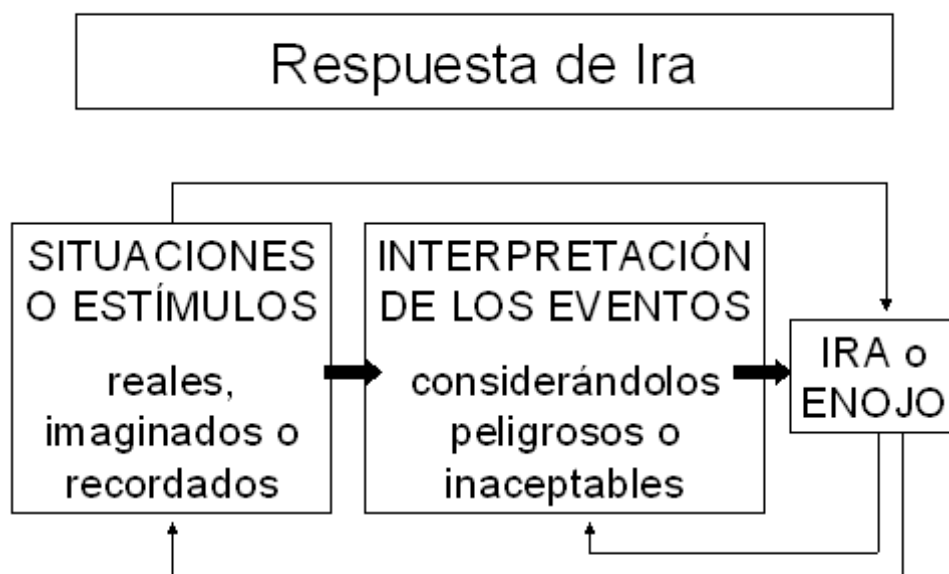 Respuesta de Ira
SITUACIONES
O ESTÍMULOS
reales,
imaginados o
recordados
INTERPRETACIÓN
DE LOS EVENTOS
considerándolos
peligrosos o
inaceptables
IRA o
ENOJO